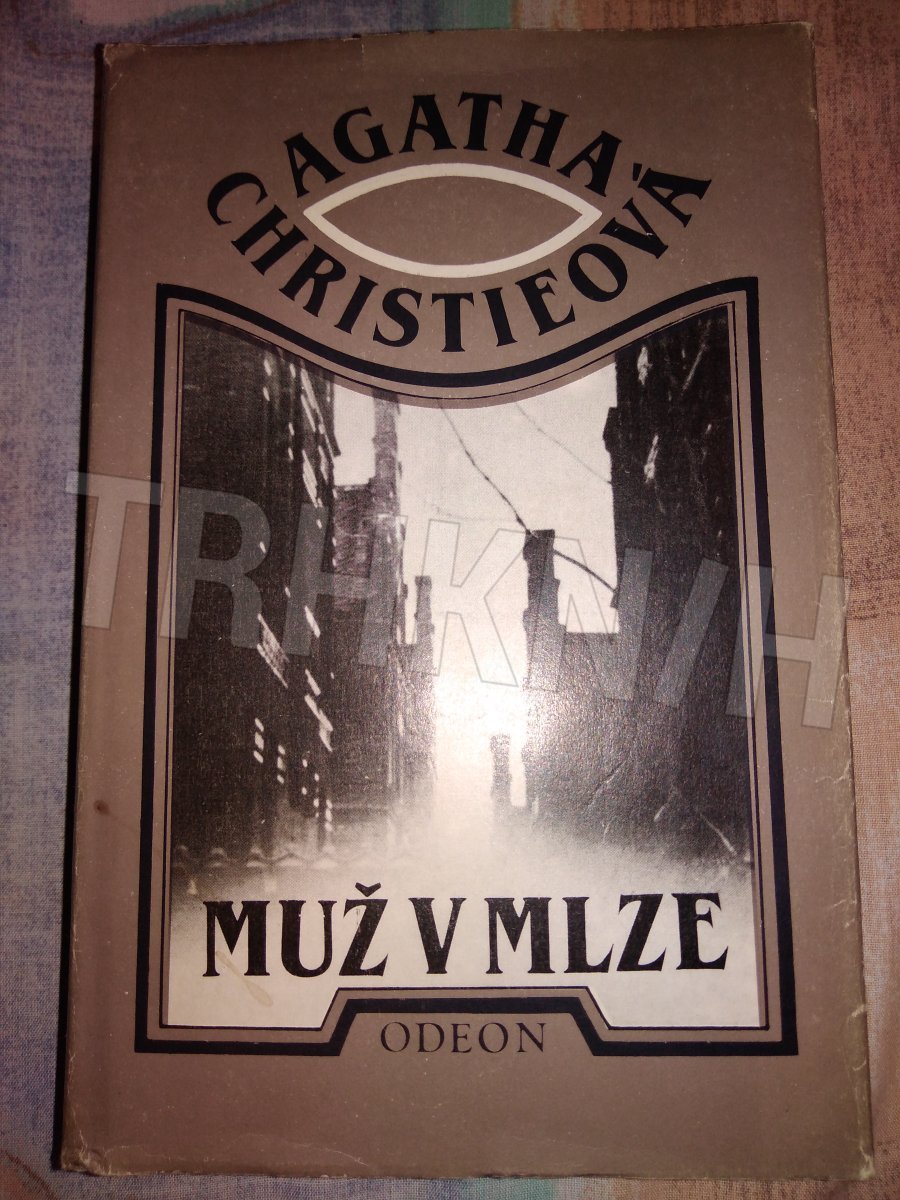 AGATHA
CHRISTIEOVÁ
TRHKNIH
MUŽ V MLZE
ODEON